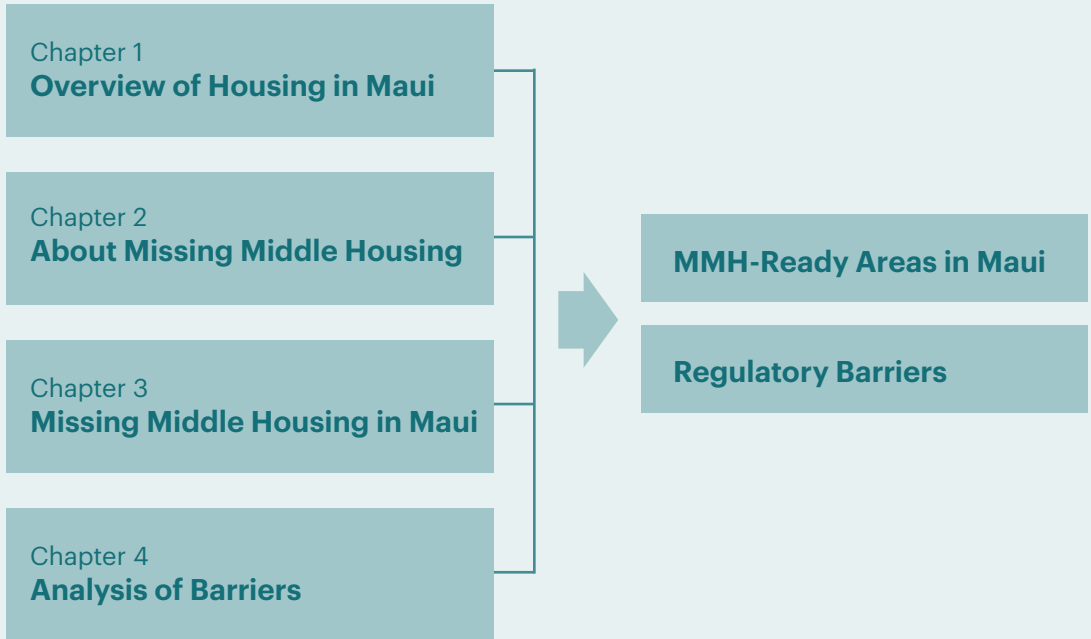 Chapter 1
Overview of Housing in Maui
Chapter 2
About Missing Middle Housing
Chapter 3
Missing Middle Housing in Maui
Chapter 4
Analysis of Barriers
MMH-Ready Areas in Maui
Regulatory Barriers